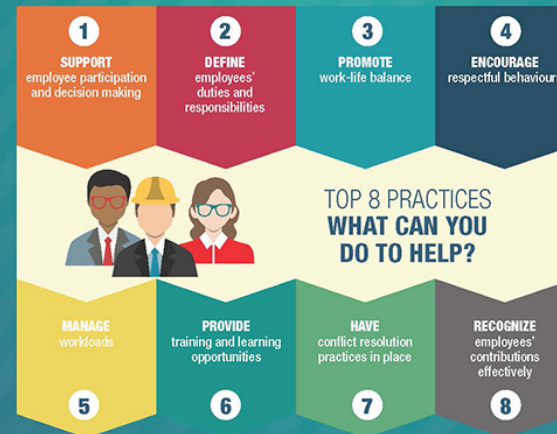 1
SUPPORT
employee participation
and decision making
2
DEFINE
employees'
duties and
responsibilities
3
PROMOTE
work-life balance
4
ENCOURAGE
respectful behaviours
TOP 8 PRACTICES
WHAT CAN YOU
DO TO HELP?
MANAGE
workloads
5
PROVIDE
training and learning
opportunities
6
HAVE
conflict resolution
practices in place
7
RECOGNIZE
employees'
contributions
effectively
8